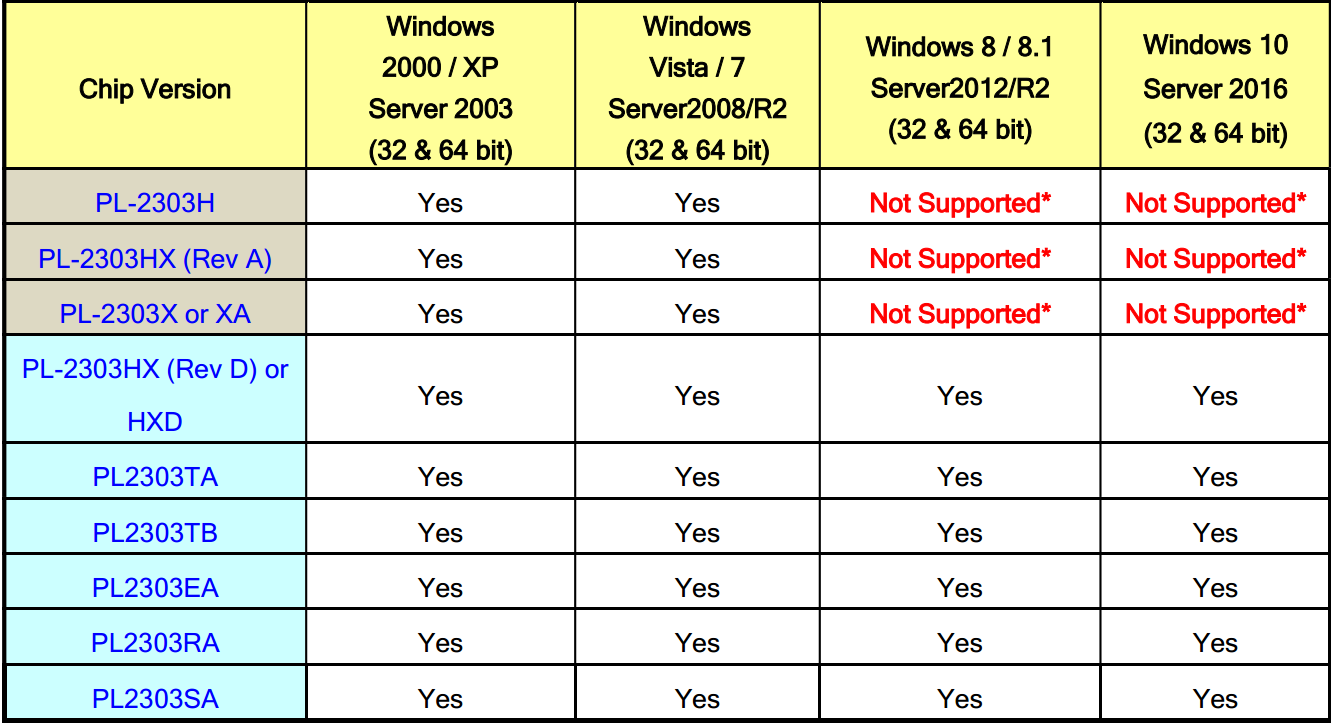 Chip Version
Windows
2000 / XP
Server 2003
(32 & 64 bit)
Windows
Vista / 7
Server2008/R2
(32 & 64 bit)
Windows 8 / 8.1
Server2012/R2
(32 & 64 bit)
Windows 10
Server 2016
(32 & 64 bit)
PL-2303H Yes Yes Not Supported* Not Supported*
PL-2303HX (Rev A) Yes Yes Not Supported* Not Supported*
PL-2303X or XA Yes Yes Not Supported* Not Supported*
PL-2303HX (Rev D) or
HXD
Yes Yes Yes Yes
PL2303TA Yes Yes Yes Yes
PL2303TB Yes Yes Yes Yes
PL2303EA Yes Yes Yes Yes
PL2303RA Yes Yes Yes Yes
PL2303SA Yes Yes Yes Yes